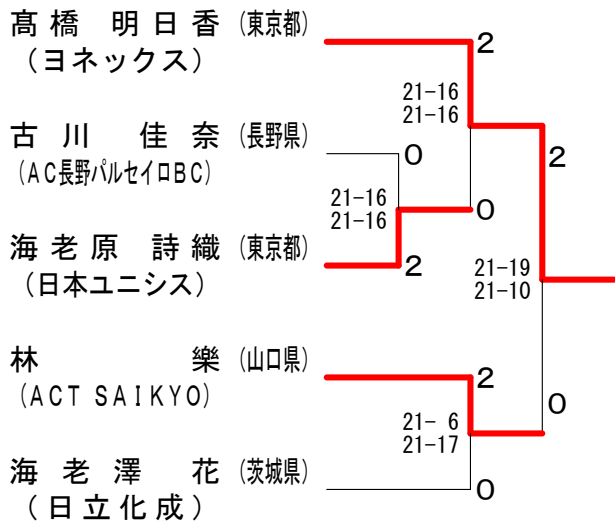 髙橋 明日香 (東京都)
(ヨネックス)
2
21-16
21-16
古川 佳奈 (長野県)
(AC長野パルセイロBC)
0
2
21-16
21-16
0
海老原 詩織 (東京都)
(日本ユニシス)
2
21-19
21-10
林 樂 (山口県)
(ACT SAIKYO)
2
0
21- 6
21-17
海老澤 花 (茨城県)
(日立化成)
0